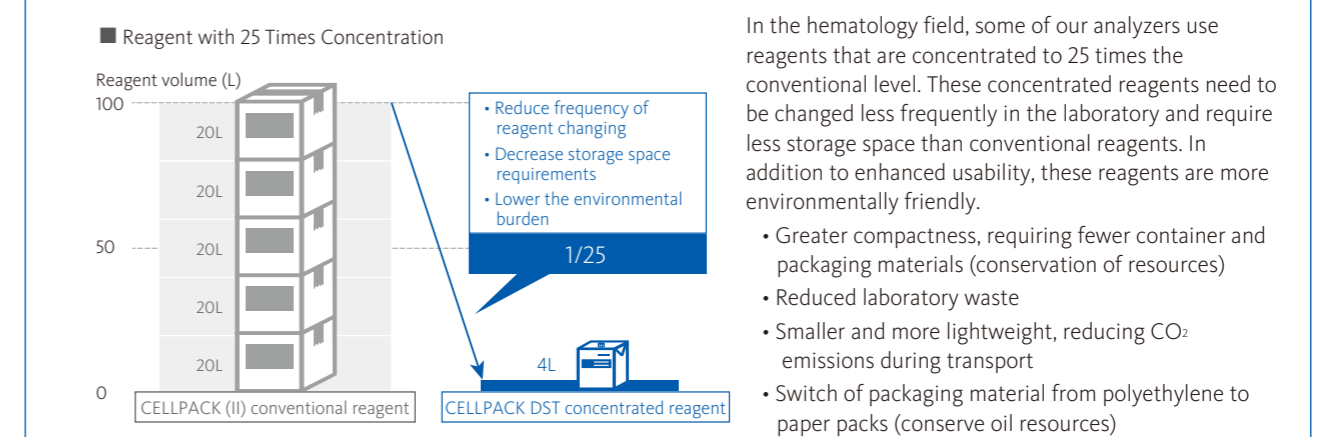 ■ Reagent with 25 Times Concentration
Reagent volume (L)
100
50
0
20L
20L
20L
20L
20L
• Reduce frequency of
reagent changing
• Decrease storage space
requirements
• Lower the environmental
burden
1/25
4L
CELLPACK (II) conventional reagent
CELLPACK DST concentrated reagent
In the hematology field, some of our analyzers use
reagents that are concentrated to 25 times the
conventional level. These concentrated reagents need to
be changed less frequently in the laboratory and require
less storage space than conventional reagents. In
addition to enhanced usability, these reagents are more
environmentally friendly.
• Greater compactness, requiring fewer container and
packaging materials (conservation of resources)
• Reduced laboratory waste
• Smaller and more lightweight, reducing CO2
emissions during transport
• Switch of packaging material from polyethylene to
paper packs (conserve oil resources)